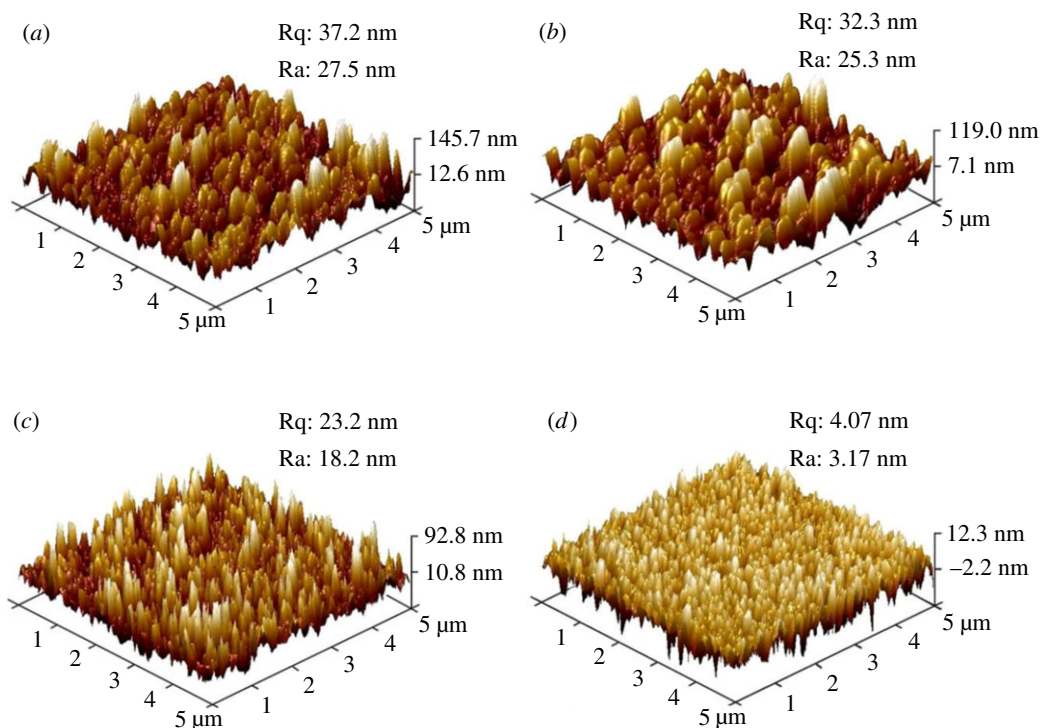 (a)
Rq: 37.2 nm
Ra: 27.5 nm
145.7 nm
12.6 nm
5 µm
4
3
2
1
1
2
3
4
5 µm
(b)
Rq: 32.3 nm
Ra: 25.3 nm
119.0 nm
7.1 nm
5 µm
4
3
2
1
1
2
3
4
5 µm
(c)
Rq: 23.2 nm
Ra: 18.2 nm
92.8 nm
10.8 nm
5 µm
4
3
2
1
1
2
3
4
5 µm
(d)
Rq: 4.07 nm
Ra: 3.17 nm
12.3 nm
–2.2 nm
5 µm
4
3
2
1
1
2
3
4
5 µm